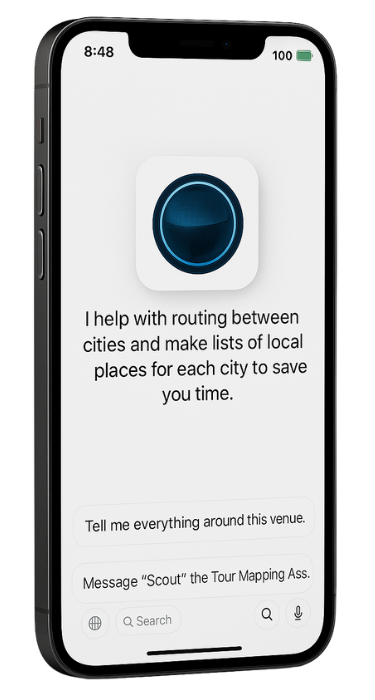 8:48
100
I help with routing between
cities and make lists of local
places for each city to save
you time.
Tell me everything around this venue.
Message “Scout” the Tour Mapping Ass.
Search